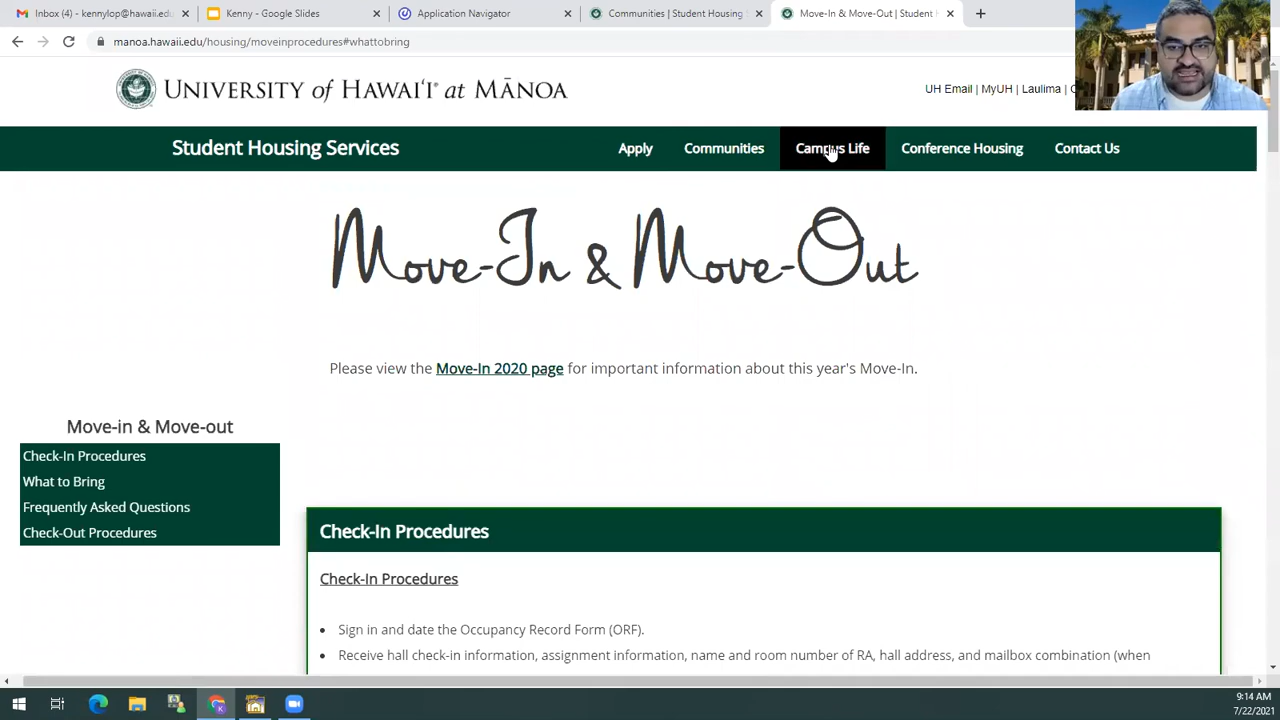 Inbox (4) - kennylop@hawaii.edu
Kenny - Google Slides
Application Navigator
Communities | Student Housing S
Move-In & Move-Out | Student H
manoa.hawaii.edu/housing/moveinprocedures#whattobring
UNIVERSITY of HAWAIʻI® at MĀNOA
UH Email | MyUH | Laulima |
Student Housing Services
Apply
Communities
Campus Life
Conference Housing
Contact Us
Move-In & Move-Out
Please view the Move-In 2020 page for important information about this year's Move-In.
Move-in & Move-out
Check-In Procedures
What to Bring
Frequently Asked Questions
Check-Out Procedures
Check-In Procedures
Check-In Procedures
• Sign in and date the Occupancy Record Form (ORF).
• Receive hall check-in information, assignment information, name and room number of RA, hall address, and mailbox combination (when
9:14 AM
7/22/2021